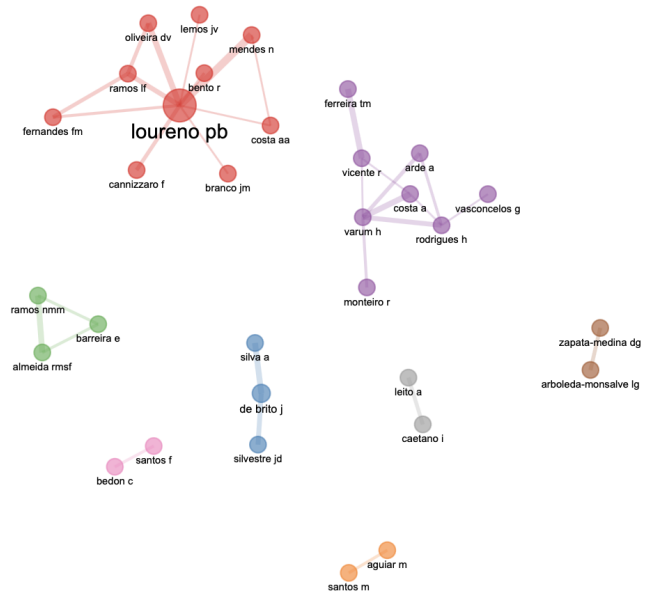 lemos jv
oliveira dv
mendes n
ramos lf
bento r
fernandes fm
loureno pb
costa aa
cannizzaro f
branco jm
ferreira tm
vicente r
arde a
costa a
vasconcelos g
varum h
rodrigues h
monteiro r
ramos nmm
barreira e
almeida rmsf
silva a
de brito j
silvestre jd
leito a
caetano i
zapata-medina dg
arboleda-monsalve lg
santos f
bedon c
aguiar m
santos m